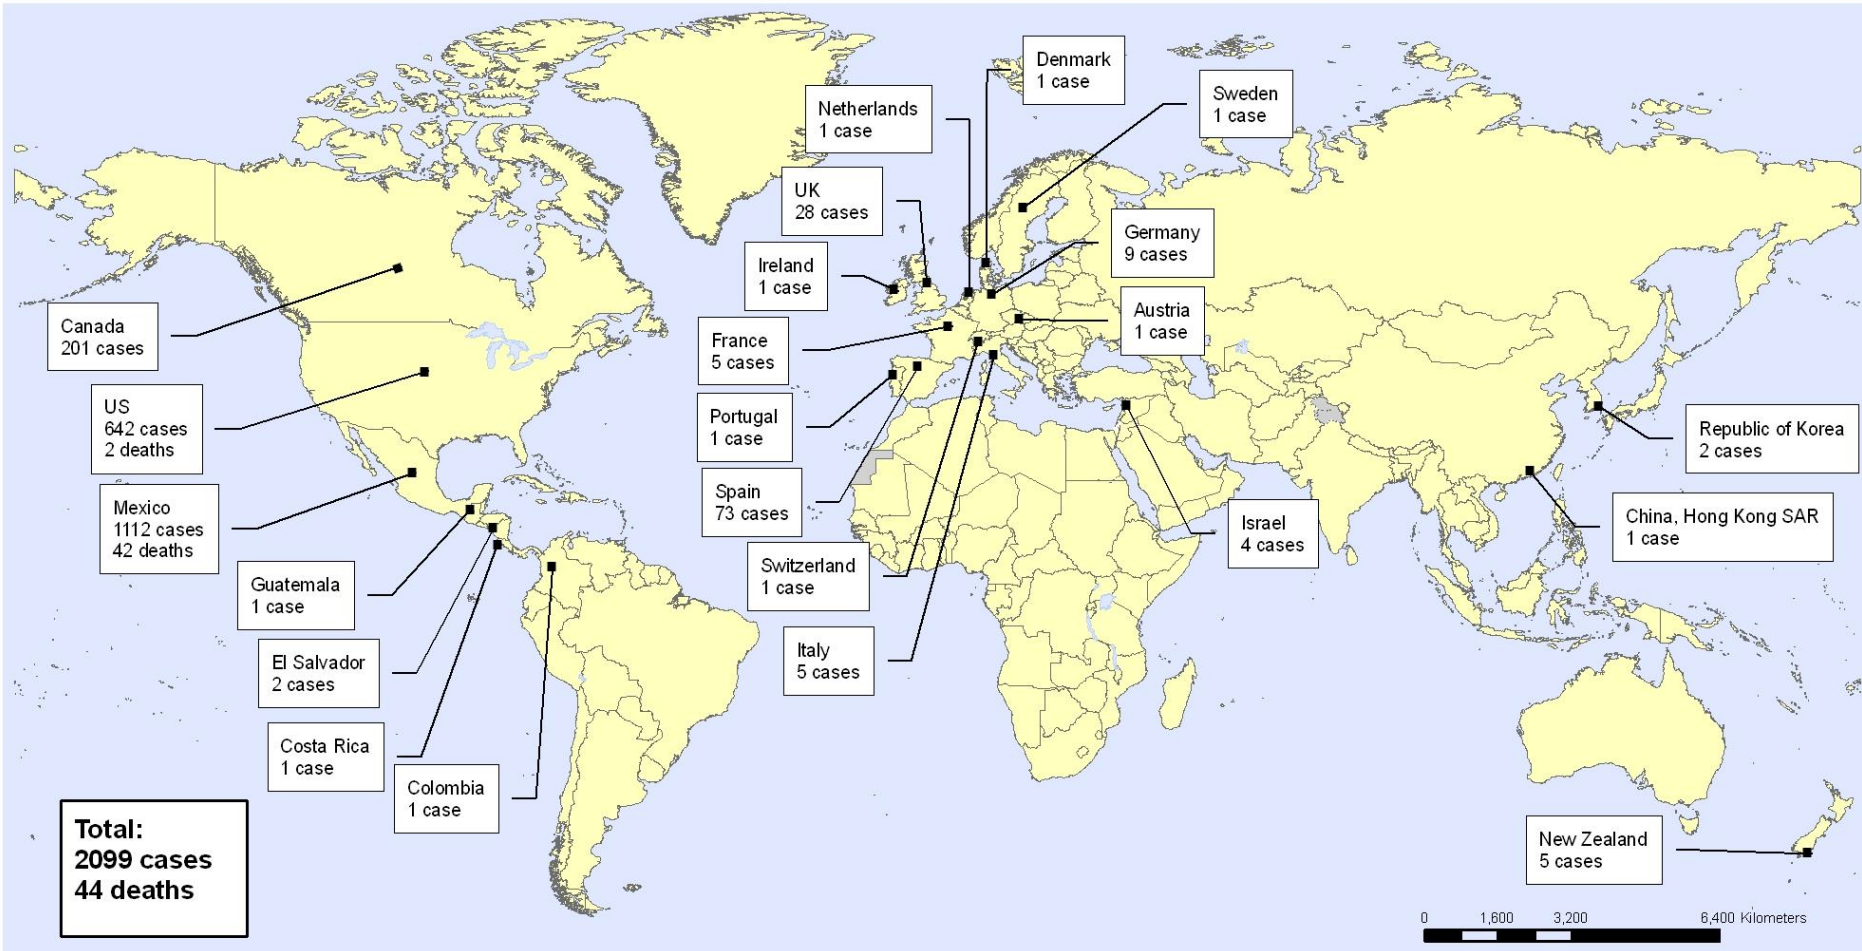 Denmark
1 case
Sweden
1 case
Netherlands
1 case
UK
28 cases
Germany
9 cases
Ireland
1 case
Austria
1 case
Canada
201 cases
France
5 cases
US
642 cases
2 deaths
Portugal
1 case
Republic of Korea
2 cases
Mexico
1112 cases
42 deaths
Spain
73 cases
Israel
4 cases
China, Hong Kong SAR
1 case
Switzerland
1 case
Guatemala
1 case
Italy
5 cases
El Salvador
2 cases
Costa Rica
1 case
Colombia
1 case
Total:
2099 cases
44 deaths
New Zealand
5 cases
0 1,600 3,200 6,400 Kilometers